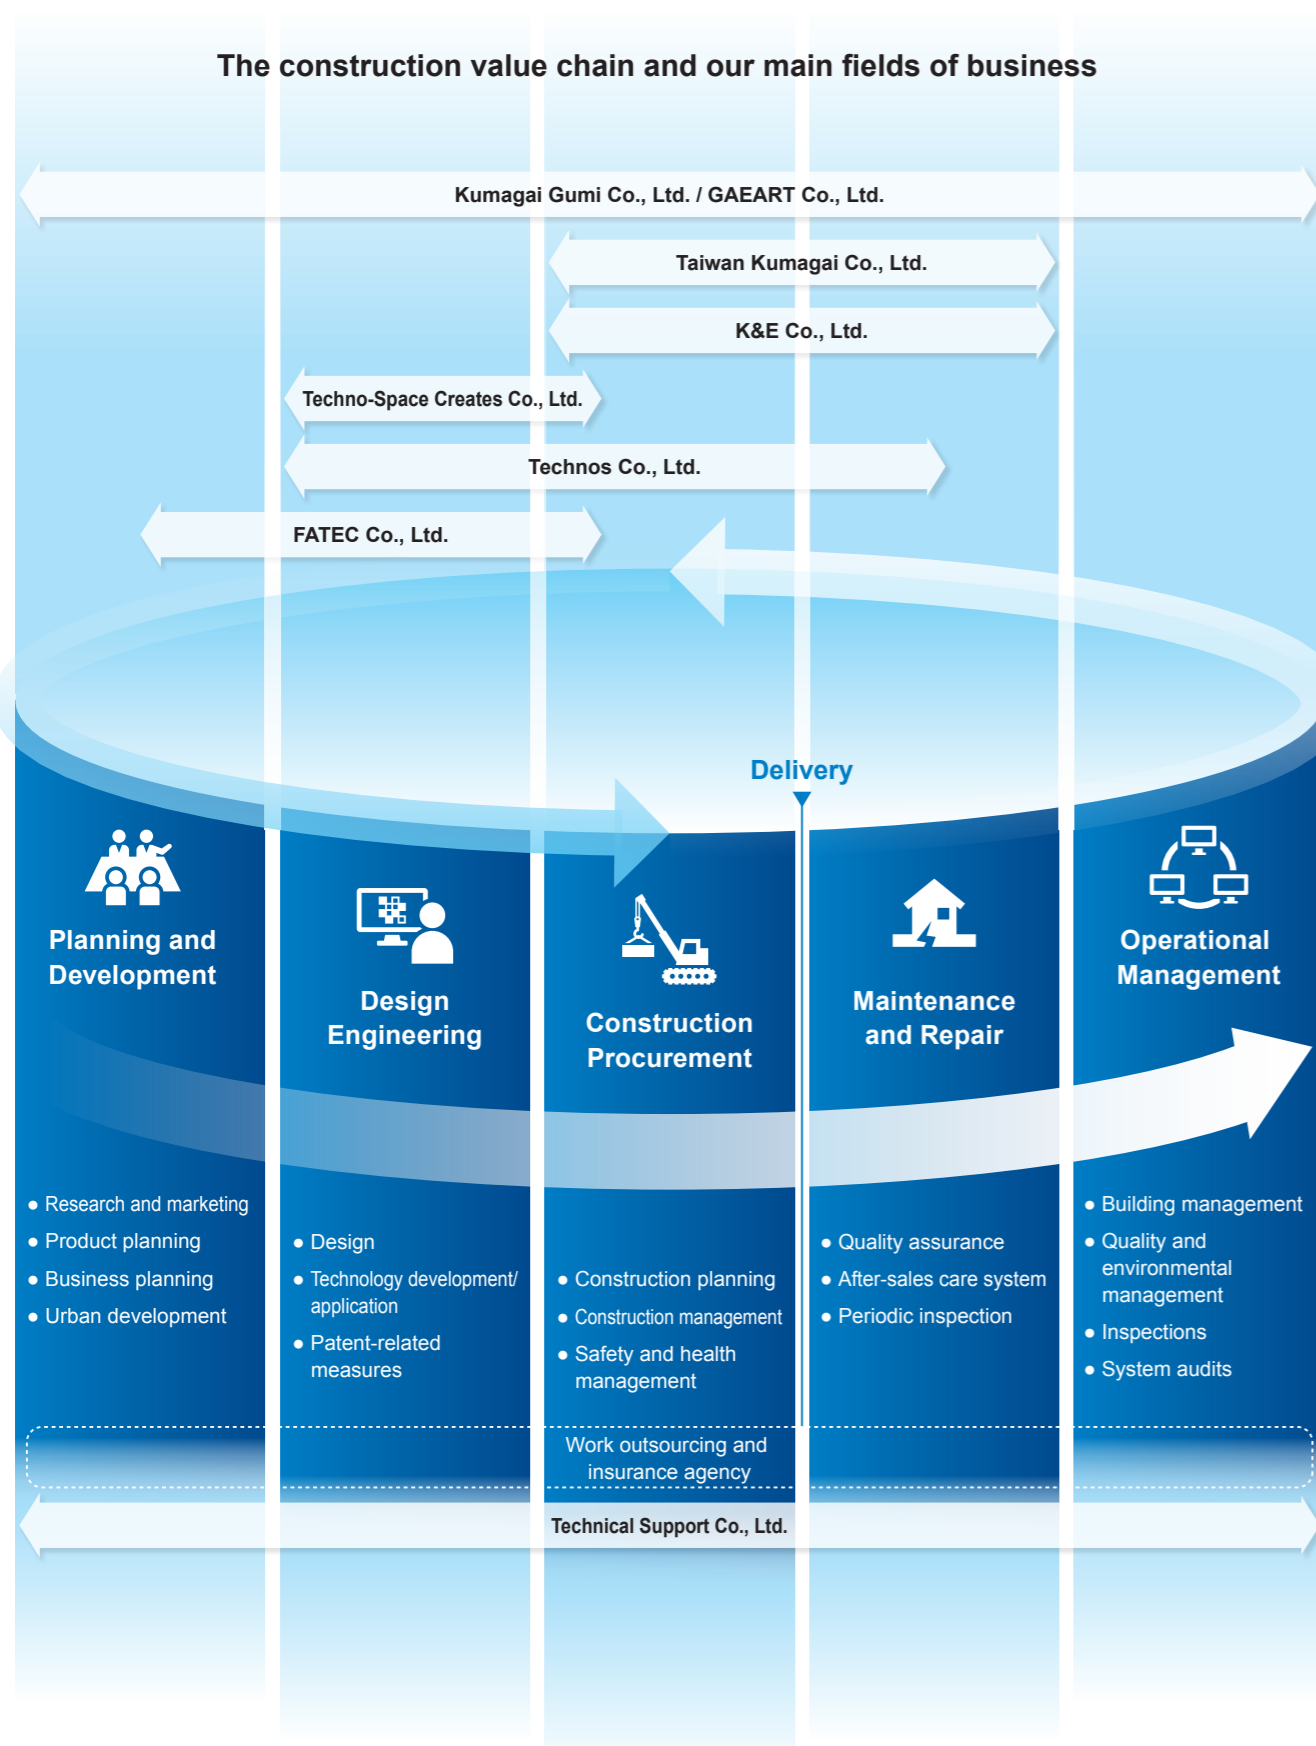 The construction value chain and our main fields of business
Kumagai Gumi Co., Ltd. / GAEART Co., Ltd.
Taiwan Kumagai Co., Ltd.
K&E Co., Ltd.
Techno-Space Creates Co., Ltd.
Technos Co., Ltd.
FATEC Co., Ltd.
Delivery
Planning and
Development
● Research and marketing
● Product planning
● Business planning
● Urban development
Design
Engineering
● Design
● Technology development/
application
● Patent-related
measures
Construction
Procurement
● Construction planning
● Construction management
● Safety and health
management
Maintenance
and Repair
● Quality assurance
● After-sales care system
● Periodic inspection
Operational
Management
● Building management
● Quality and
environmental
management
● Inspections
● System audits
Work outsourcing and
insurance agency
Technical Support Co., Ltd.